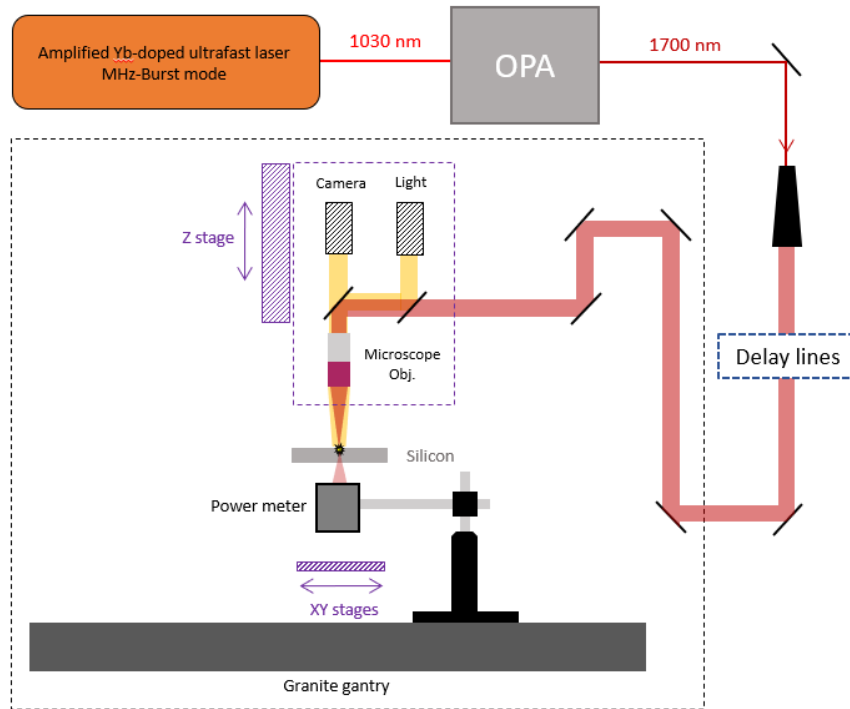 Amplified Yb-doped ultrafast laser
MHz-Burst mode
1030 nm
OPA
1700 nm
Camera
Light
Z stage
Microscope
Obj.
Delay lines
Silicon
Power meter
XY stages
Granite gantry